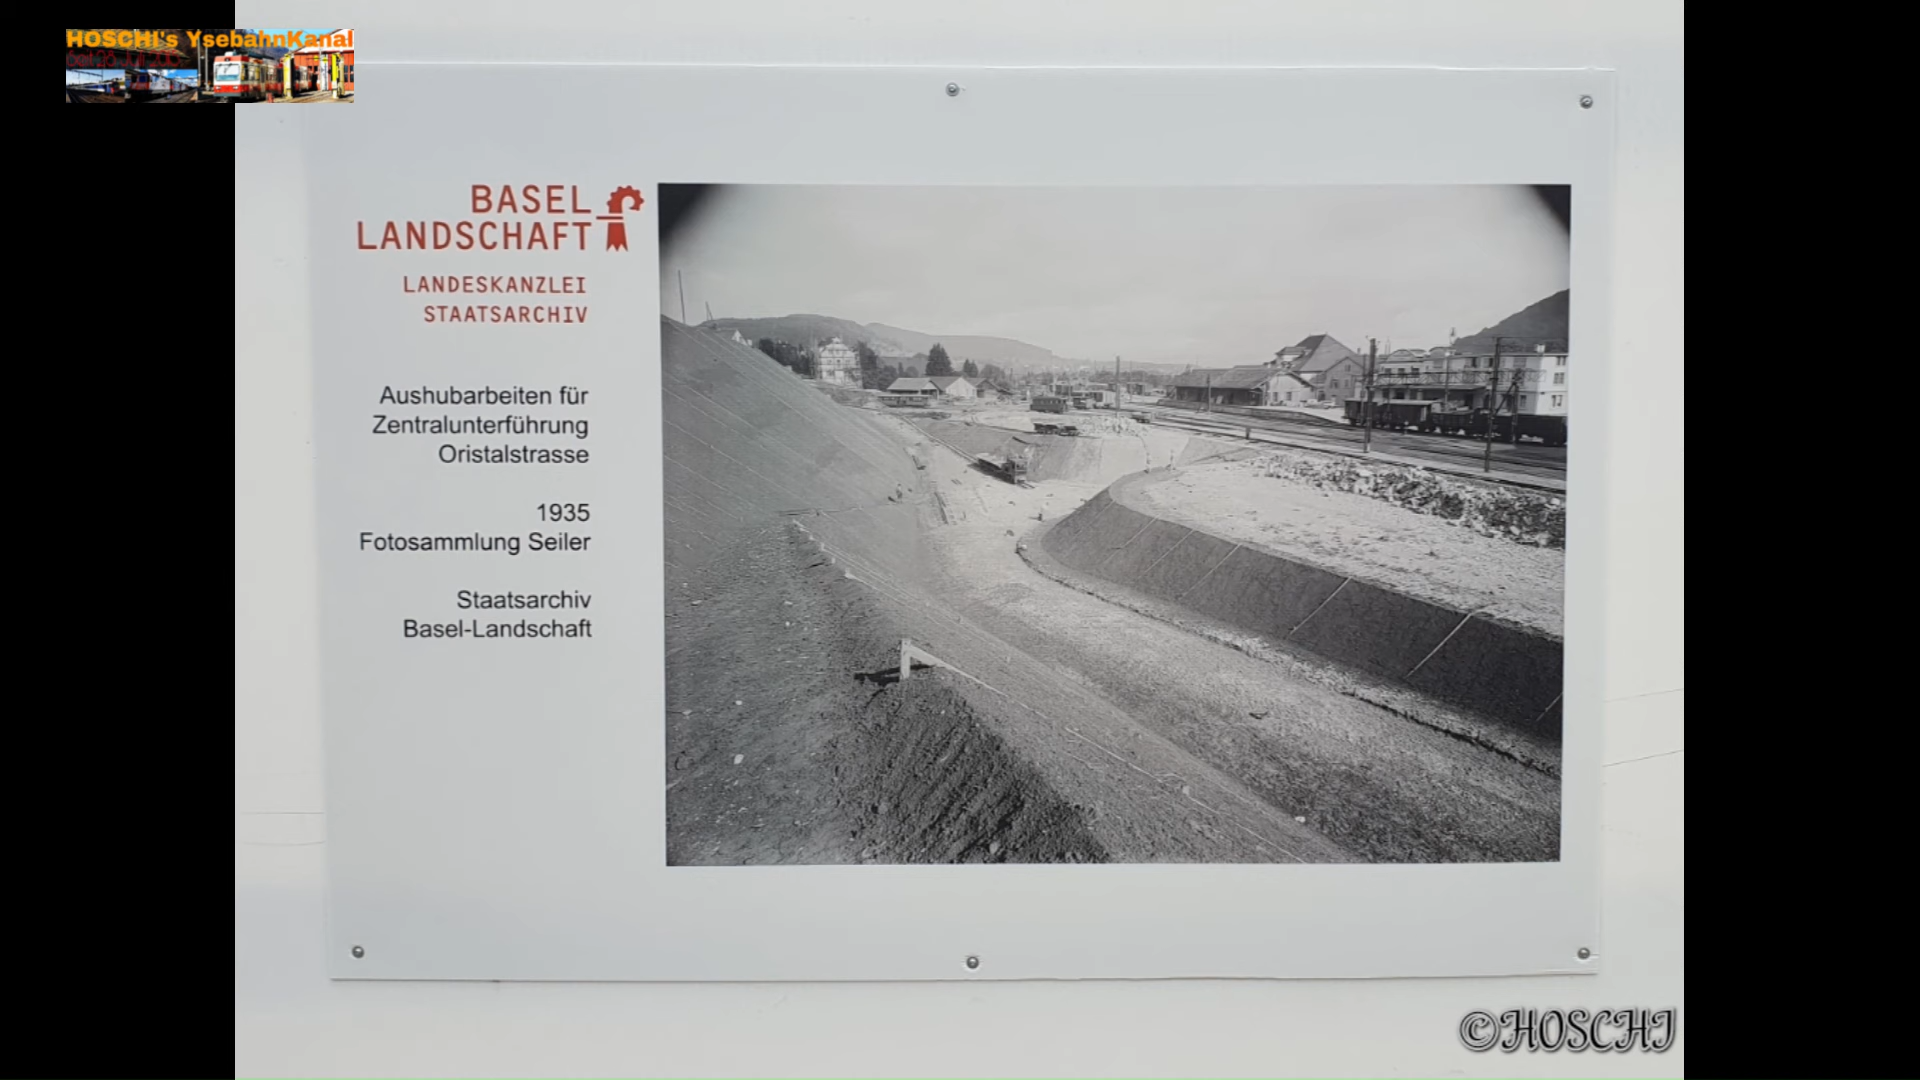 HOSCHI's YsebahnKanal
BASEL
LANDSCHAFT
LANDESKANZLEI
STAATSARCHIV
Aushubarbeiten für
Zentralunterführung
Oristalstrasse
1935
Fotosammlung Seiler
Staatsarchiv
Basel-Landschaft
©HOSCHI